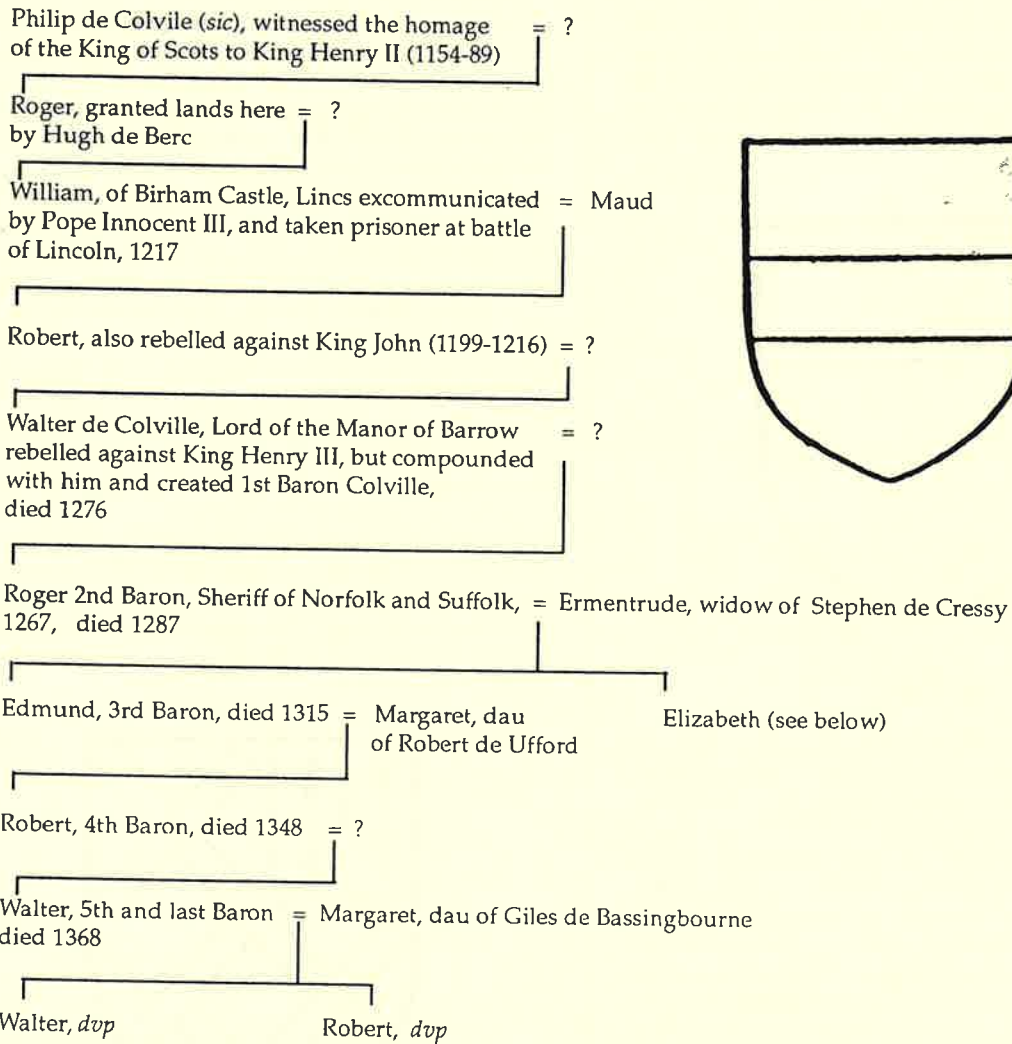 Philip de Colvile (sic), witnessed the homage = ?
of the King of Scots to King Henry II (1154-89)
Roger, granted lands here = ?
by Hugh de Berc
William, of Birham Castle, Lincs excommunicated = Maud
by Pope Innocent III, and taken prisoner at battle
of Lincoln, 1217
Robert, also rebelled against King John (1199-1216) = ?
Walter de Colville, Lord of the Manor of Barrow = ?
rebelled against King Henry III, but compounded
with him and created 1st Baron Colville,
died 1276
Roger 2nd Baron, Sheriff of Norfolk and Suffolk, = Ermentrude, widow of Stephen de Cressy
1267, died 1287
Edmund, 3rd Baron, died 1315 = Margaret, dau Elizabeth (see below)
of Robert de Ufford
Robert, 4th Baron, died 1348 = ?
Walter, 5th and last Baron = Margaret, dau of Giles de Bassingbourne
died 1368
Walter, dvp Robert, dvp